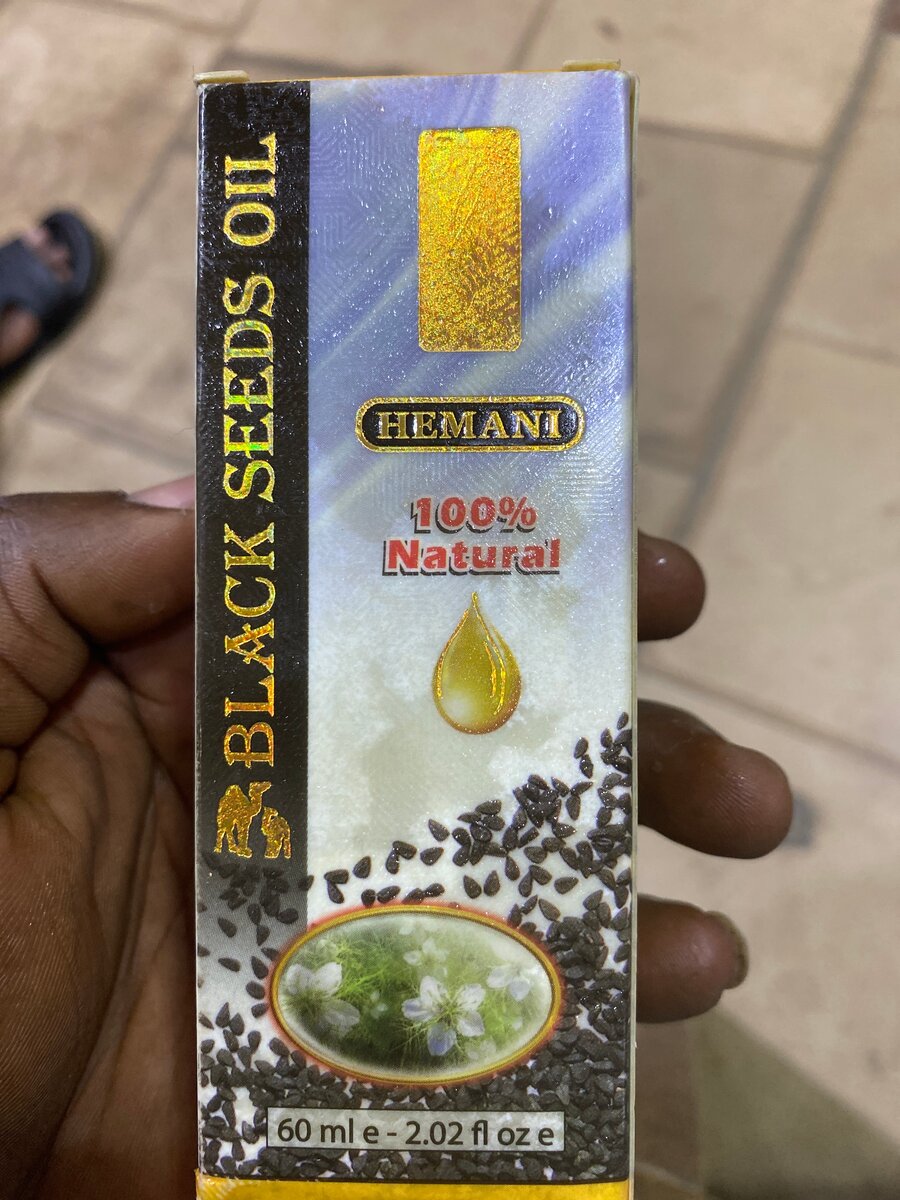 BLACK SEEDS OIL
HEMANI
100%
Natural
60 ml e - 2.02 fl oz e